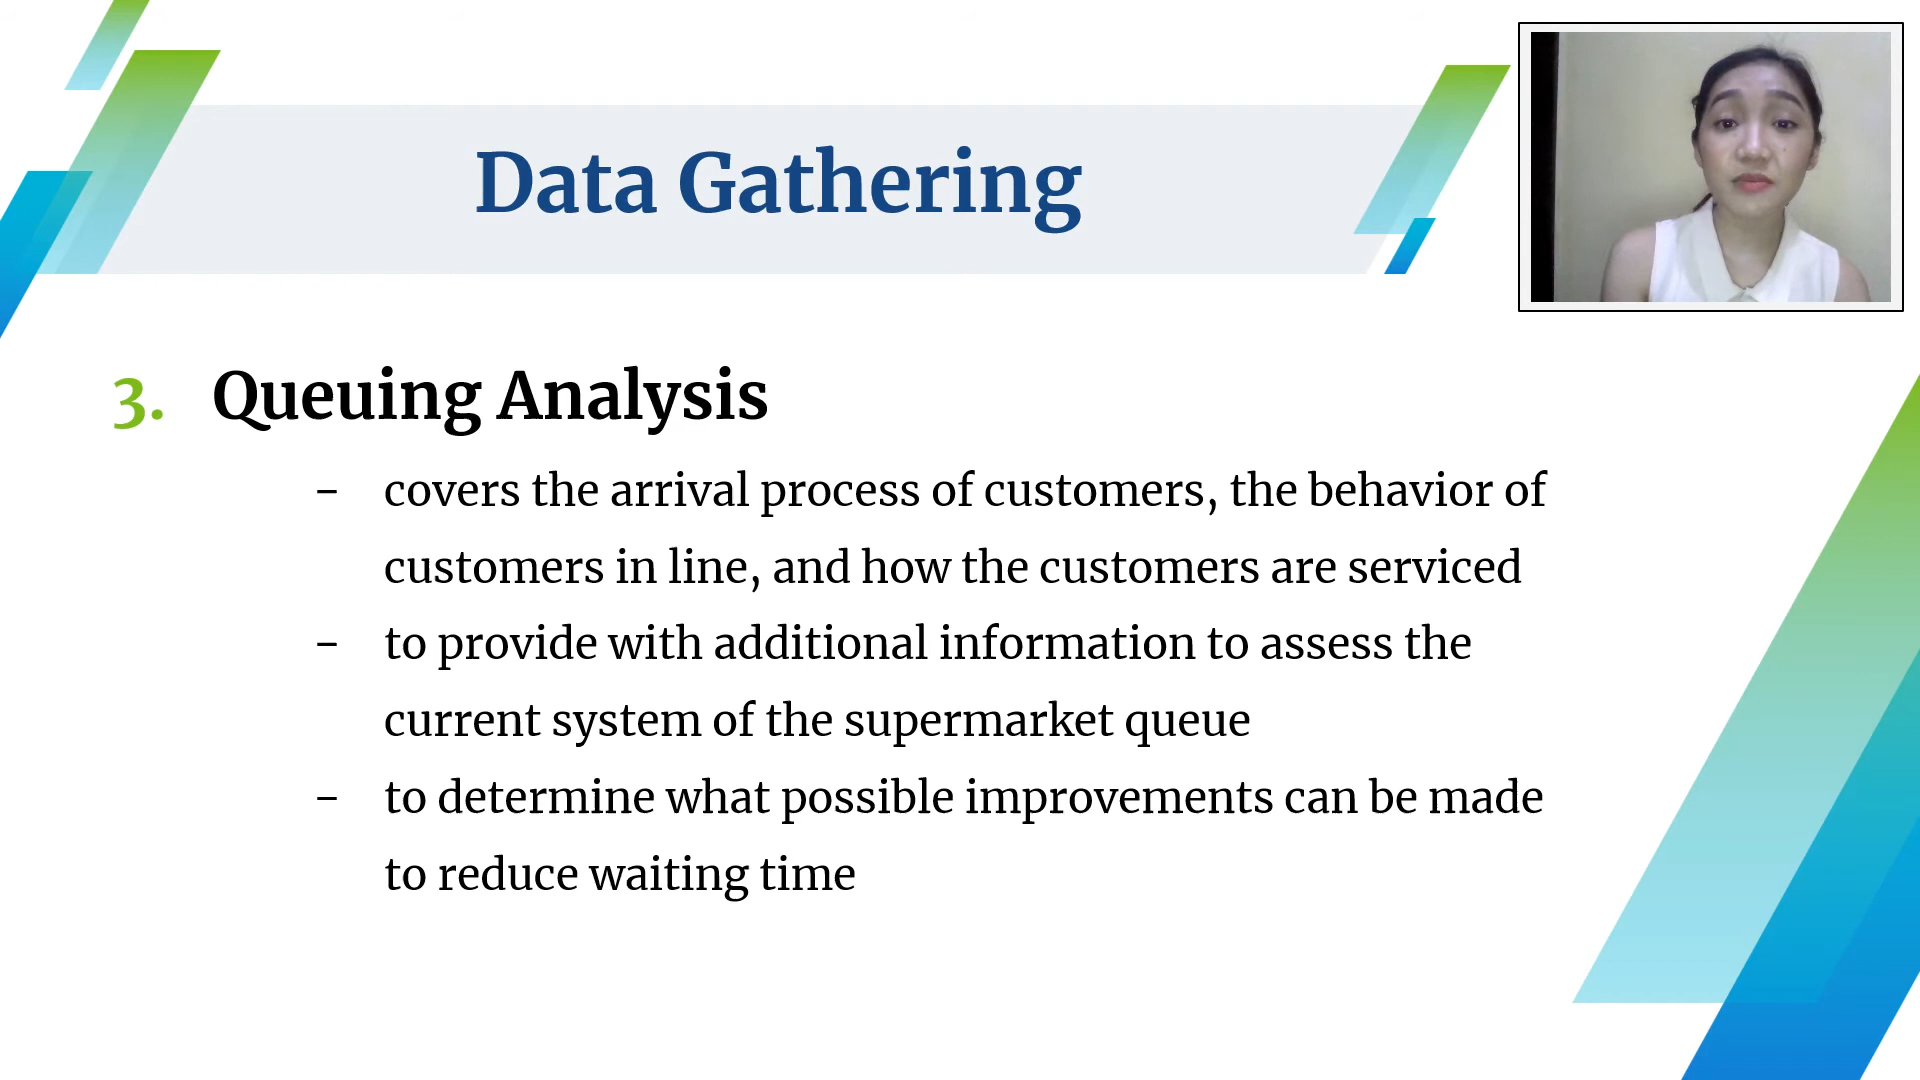 Data Gathering
3. Queuing Analysis
- covers the arrival process of customers, the behavior of
customers in line, and how the customers are serviced
- to provide with additional information to assess the
current system of the supermarket queue
- to determine what possible improvements can be made
to reduce waiting time